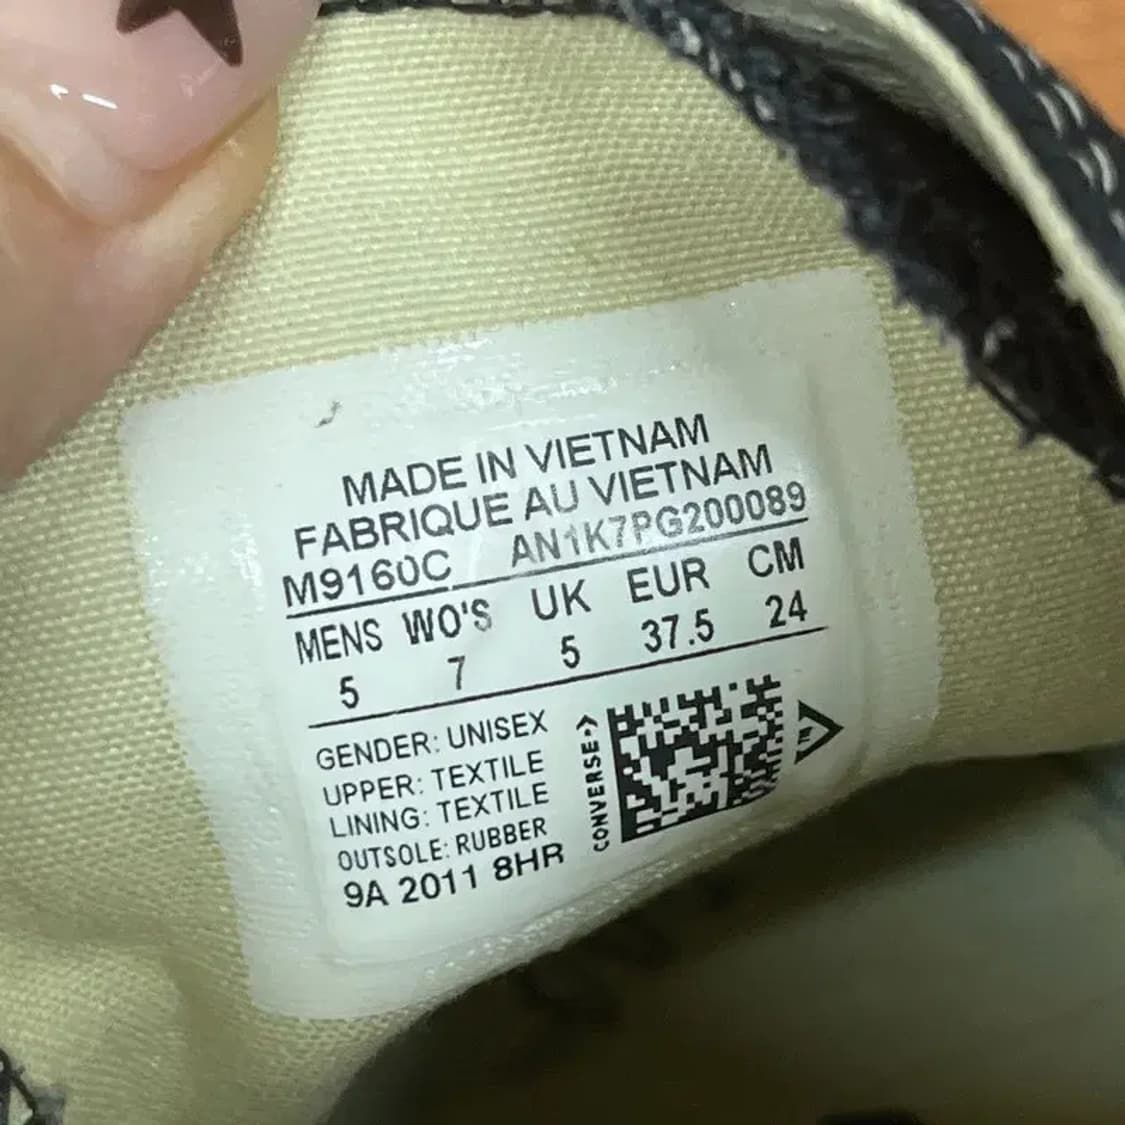 MADE IN VIETNAM
FABRIQUE AU VIETNAM
M9160C AN1K7PG200089
MENS WO'S UK EUR CM
5 7 5 37.5 24
GENDER: UNISEX
UPPER: TEXTILE
LINING: TEXTILE
OUTSOLE: RUBBER
9A 2011 8HR
CONVERSE
TM